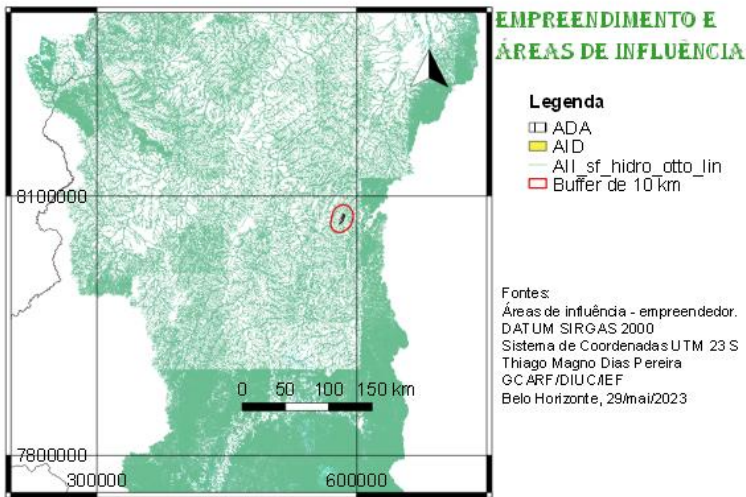 EMPREENDIMENTO E
ÁREAS DE INFLUÊNCIA
Legenda
ADA
AID
AII_sf_hidro_otto_lin
Buffer de 10 km
8100000
0 50 100 150 km
7800000
300000
600000
Fontes:
Áreas de influência - empreendedor.
DATUM SIRGAS 2000
Sistema de Coordenadas UTM 23 S
Thiago Magno Dias Pereira
GCARF/DIUC/IEF
Belo Horizonte, 29/mai/2023